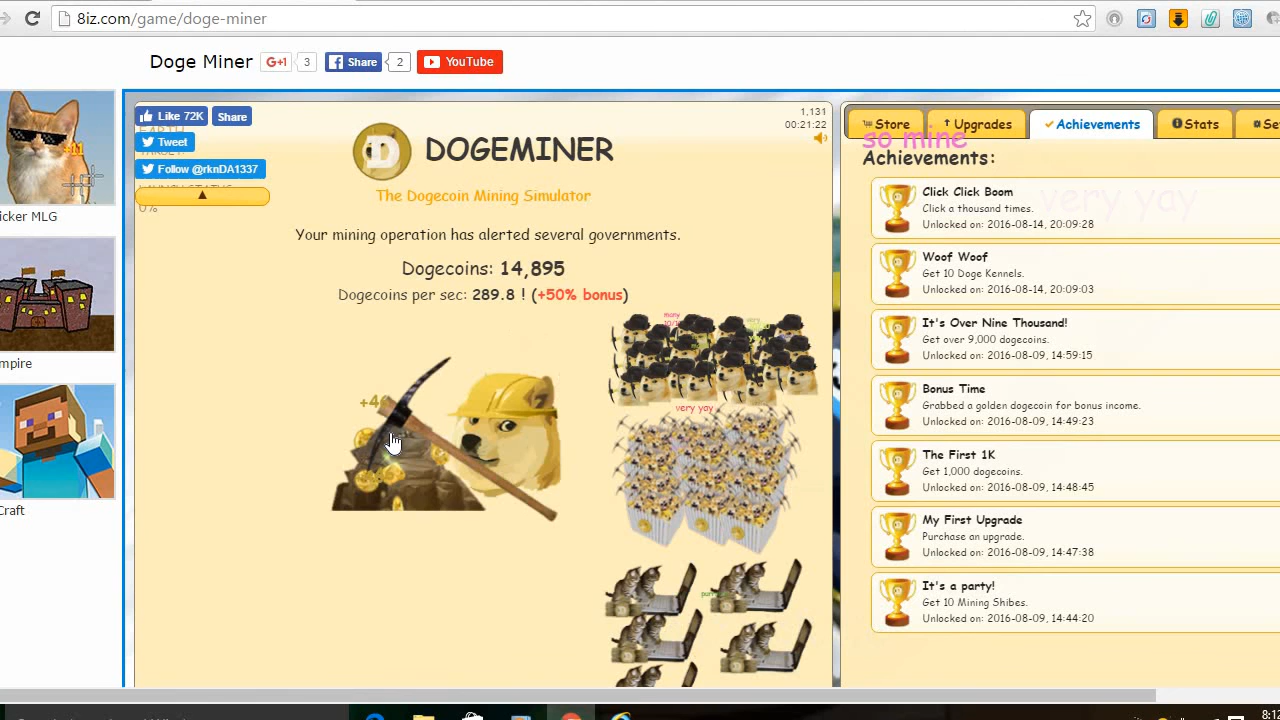 8iz.com/game/doge-miner
Doge Miner
G+1
3
Share
2
YouTube
icker MLG
mpire
Craft
Like 72K
Share
EARTH
Tweet
Follow @rknDA1337
0%
1,131
00:21:22
DOGEMINER
The Dogecoin Mining Simulator
Your mining operation has alerted several governments.
Dogecoins: 14,895
Dogecoins per sec: 289.8 ! (+50% bonus)
very yay
Store
Upgrades
Achievements
Stats
Se
so mine
very yay
Achievements:
Click Click Boom
Click a thousand times.
Unlocked on: 2016-08-14, 20:09:28
Woof Woof
Get 10 Doge Kennels.
Unlocked on: 2016-08-14, 20:09:03
It's Over Nine Thousand!
Get over 9,000 dogecoins.
Unlocked on: 2016-08-09, 14:59:15
Bonus Time
Grabbed a golden dogecoin for bonus income.
Unlocked on: 2016-08-09, 14:49:23
The First 1K
Get 1,000 dogecoins.
Unlocked on: 2016-08-09, 14:48:45
My First Upgrade
Purchase an upgrade.
Unlocked on: 2016-08-09, 14:47:38
It's a party!
Get 10 Mining Shibes.
Unlocked on: 2016-08-09, 14:44:20
8:12